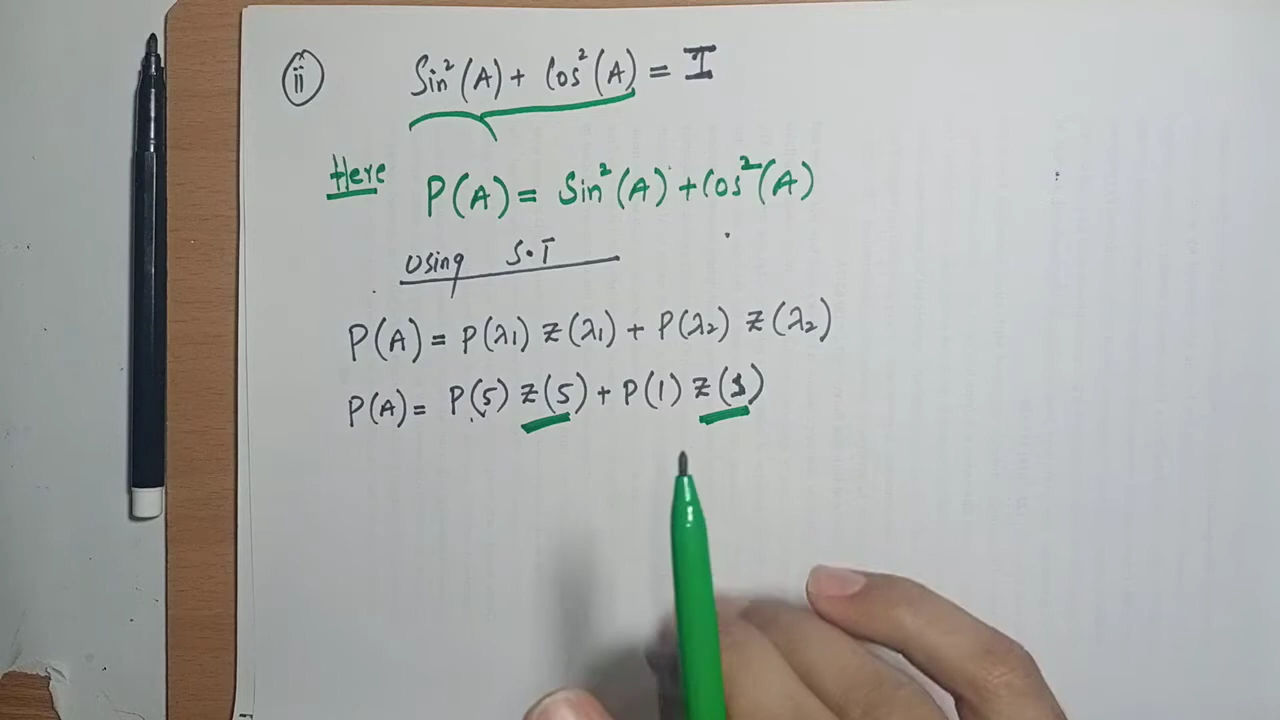 ii Sin²(A) + Cos²(A) = I
Here P(A) = Sin²(A) + Cos²(A)
Using S.T
P(A) = P(λ1) Z(λ1) + P(λ2) Z(λ2)
P(A) = P(5) Z(5) + P(1) Z(1)